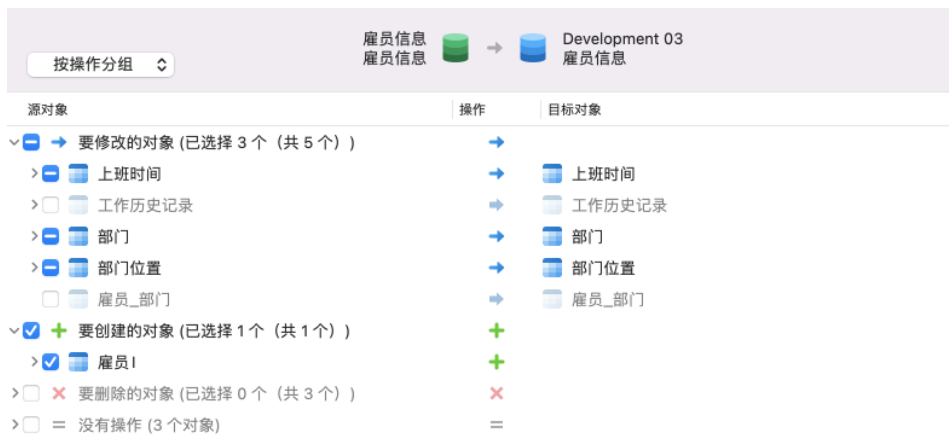 雇员信息
雇员信息
Development 03
雇员信息
按操作分组
源对象 操作 目标对象
要修改的对象 (已选择 3 个（共 5 个）)
上班时间 上班时间
工作历史记录 工作历史记录
部门 部门
部门位置 部门位置
雇员_部门 雇员_部门
要创建的对象 (已选择 1 个（共 1 个）)
雇员I
要删除的对象 (已选择 0 个（共 3 个）)
没有操作 (3 个对象)